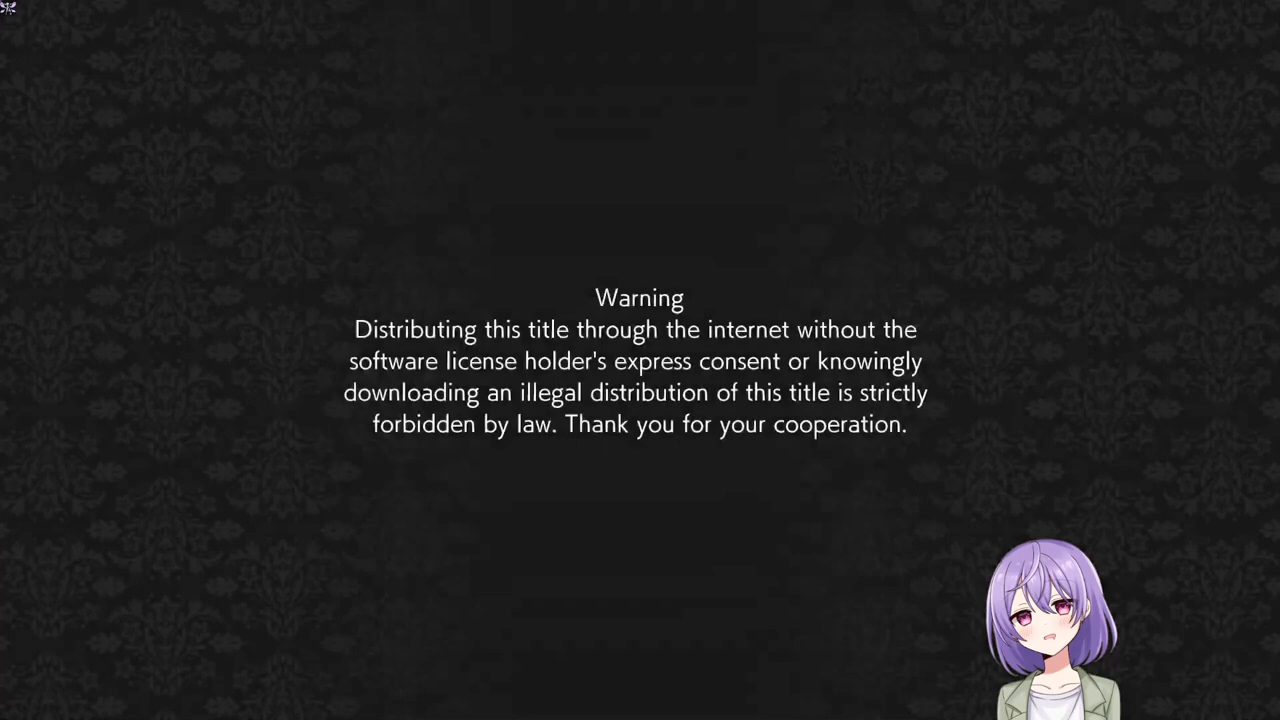 Warning
Distributing this title through the internet without the
software license holder's express consent or knowingly
downloading an illegal distribution of this title is strictly
forbidden by law. Thank you for your cooperation.